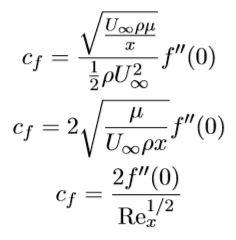 $c_f = \frac{\sqrt{\frac{U_\infty \rho \mu}{x}}}{\frac{1}{2} \rho U_\infty^2} f''(0)$
$c_f = 2 \sqrt{\frac{\mu}{U_\infty \rho x}} f''(0)$
$c_f = \frac{2 f''(0)}{\mathrm{Re}_x^{1/2}}$